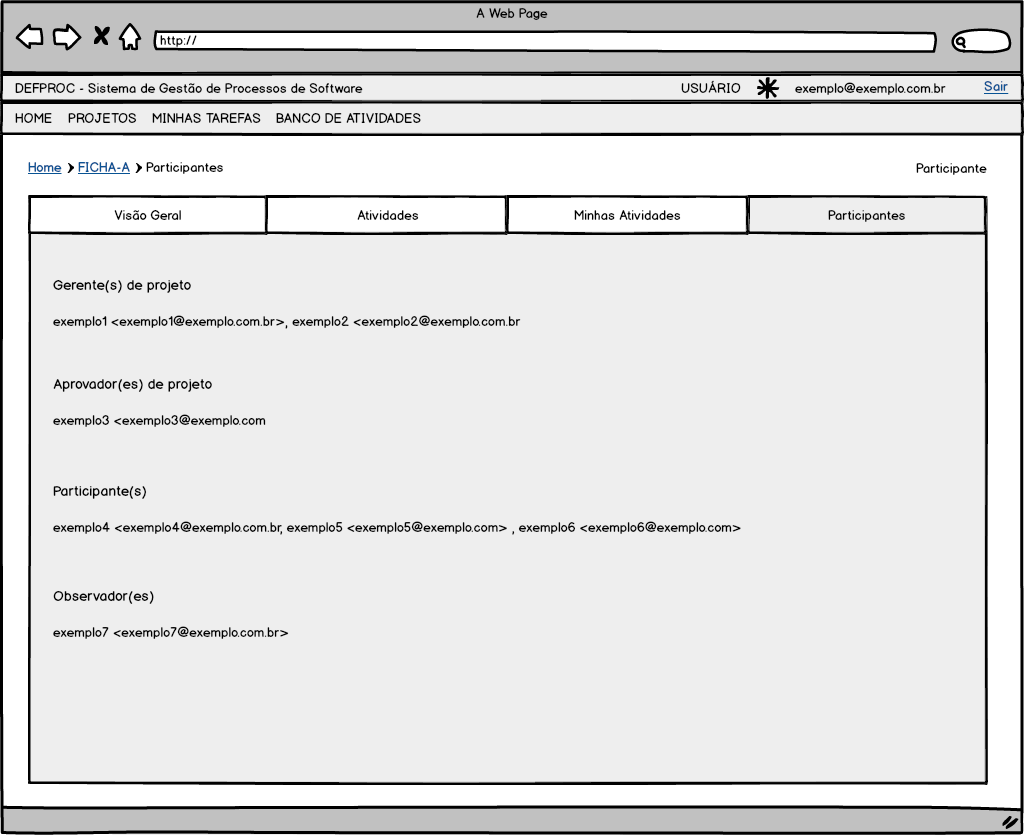 A Web Page
http://
DEFPROC - Sistema de Gestão de Processos de Software USUÁRIO exemplo@exemplo.com.br Sair
HOME PROJETOS MINHAS TAREFAS BANCO DE ATIVIDADES
Home FICHA-A Participantes Participante
Visão Geral Atividades Minhas Atividades Participantes
Gerente(s) de projeto
exemplo1 <exemplo1@exemplo.com.br>, exemplo2 <exemplo2@exemplo.com.br
Aprovador(es) de projeto
exemplo3 <exemplo3@exemplo.com
Participante(s)
exemplo4 <exemplo4@exemplo.com.br, exemplo5 <exemplo5@exemplo.com> , exemplo6 <exemplo6@exemplo.com>
Observador(es)
exemplo7 <exemplo7@exemplo.com.br>